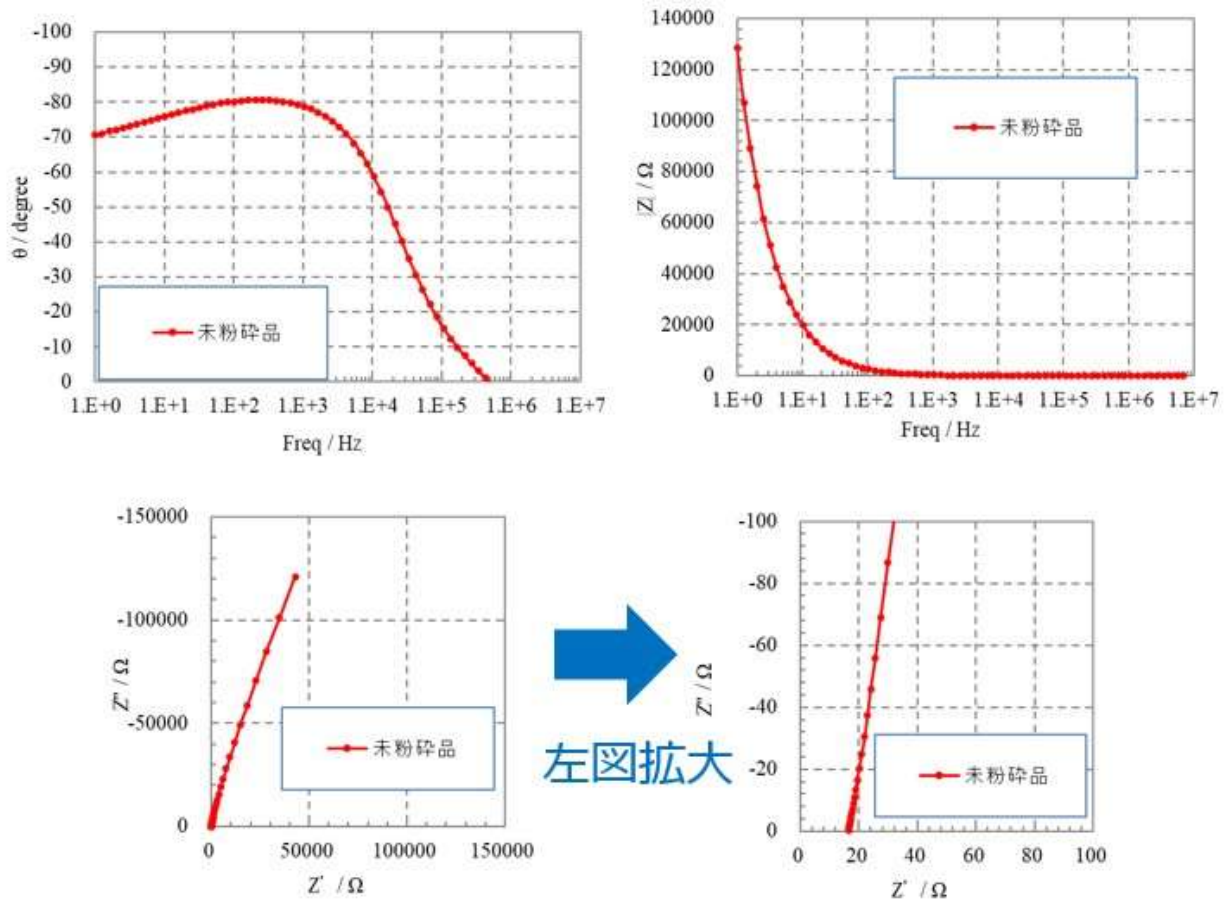 -100
-90
-80
-70
-60
-50
-40
-30
-20
-10
0
θ / degree
未粉砕品
1.E+0 1.E+1 1.E+2 1.E+3 1.E+4 1.E+5 1.E+6 1.E+7
Freq / Hz
140000
120000
100000
80000
60000
40000
20000
0
|Z| / Ω
未粉砕品
1.E+0 1.E+1 1.E+2 1.E+3 1.E+4 1.E+5 1.E+6 1.E+7
Freq / Hz
-150000
-100000
-50000
0
Z" / Ω
未粉砕品
0 50000 100000 150000
Z' / Ω
左図拡大
-100
-80
-60
-40
-20
0
Z" / Ω
未粉砕品
0 20 40 60 80 100
Z' / Ω